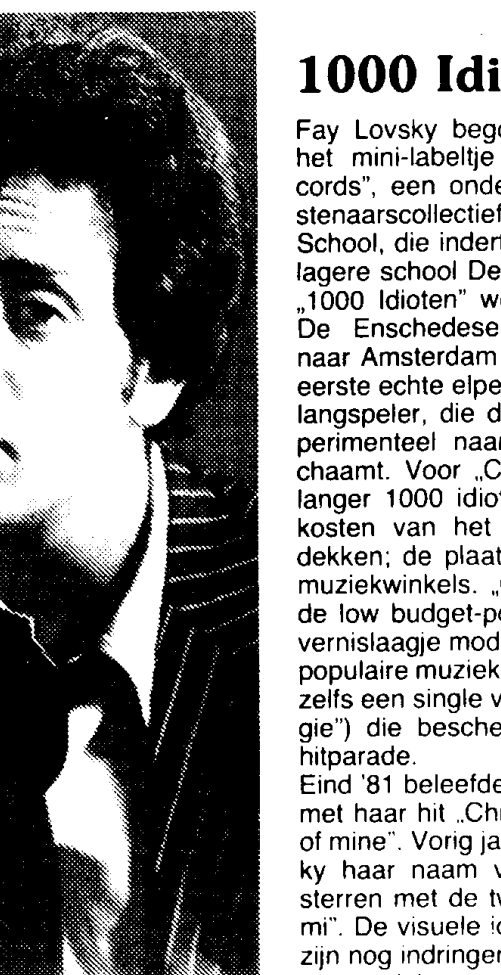 1000 Idi
Fay Lovsky bego
het mini-labeltje
cords”, een onde
stenaarscollectief
School, die indert
lagere school De
„1000 Idioten” we
De Enschedese
naar Amsterdam
eerste echte elpe
langspeler, die d
perimenteel naar
chaamt. Voor „C
langer 1000 idiot
kosten van het
dekken; de plaat
muziekwinkels. „
de low budget-po
vernislaagje mod
populaire muziek
zelfs een single v
gie”) die besche
hitparade.
Eind '81 beleefde
met haar hit „Chr
of mine”. Vorig ja
ky haar naam v
sterren met de tv
mi”. De visuele id
zijn nog indringer